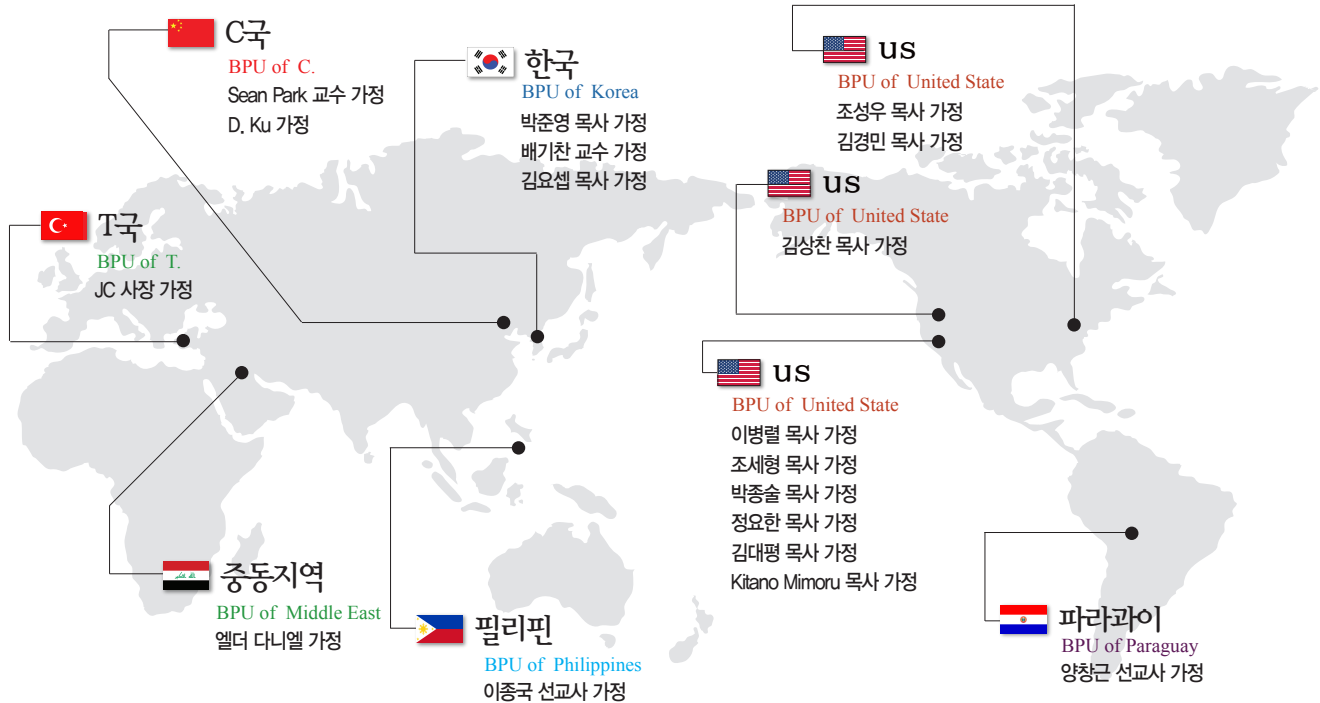 C국
BPU of C.
Sean Park 교수 가정
D. Ku 가정
한국
BPU of Korea
박준영 목사 가정
배기찬 교수 가정
김요셉 목사 가정
us
BPU of United State
조성우 목사 가정
김경민 목사 가정
us
BPU of United State
김상찬 목사 가정
T국
BPU of T.
JC 사장 가정
us
BPU of United State
이병렬 목사 가정
조세형 목사 가정
박종술 목사 가정
정요한 목사 가정
김대평 목사 가정
Kitano Mimoru 목사 가정
중동지역
BPU of Middle East
엘더 다니엘 가정
필리핀
BPU of Philippines
이종국 선교사 가정
파라과이
BPU of Paraguay
양창근 선교사 가정